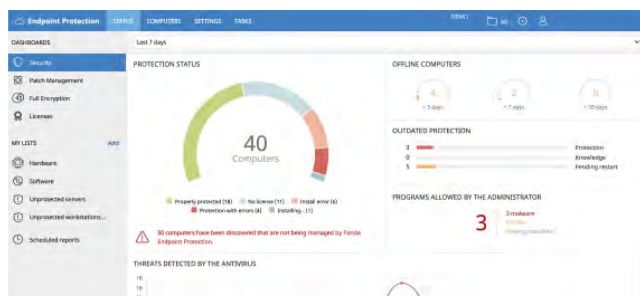 Endpoint Protection STATUS COMPUTERS SETTINGS TASKS DEMO All
DASHBOARDS
Last 7 days
Security
Patch Management
Full Encryption
Licenses
MY LISTS Add
Hardware
Software
Unprotected servers
Unprotected workstations...
Scheduled reports
PROTECTION STATUS
40
Computers
Properly protected (18) No license (11) Install error (6)
Protection with errors (4) Installing... (1)
50 computers have been discovered that are not being managed by Panda
Endpoint Protection.
OFFLINE COMPUTERS
4 2 0
> 3 days > 7 days > 30 days
OUTDATED PROTECTION
3 Protection
0 Knowledge
5 Pending restart
PROGRAMS ALLOWED BY THE ADMINISTRATOR
3
3 malware
THREATS DETECTED BY THE ANTIVIRUS
18
16